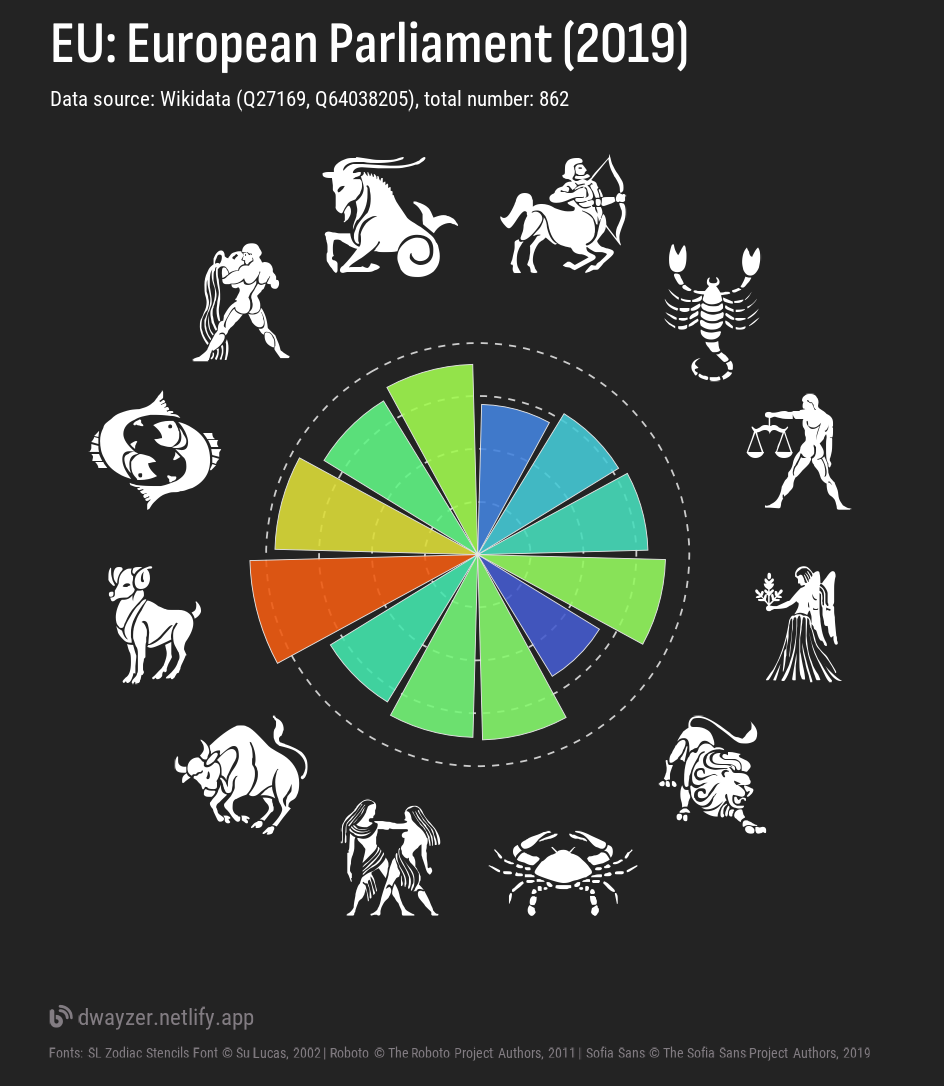 EU: European Parliament (2019)
Data source: Wikidata (Q27169, Q64038205), total number: 862
dwayzer.netlify.app
Fonts: SL Zodiac Stencils Font © Su Lucas, 2002 | Roboto © The Roboto Project Authors, 2011 | Sofia Sans © The Sofia Sans Project Authors, 2019